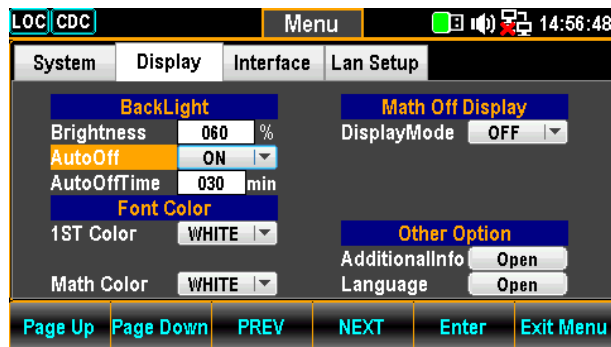 LOC CDC Menu 14:56:48
System Display Interface Lan Setup
BackLight
Brightness 060 %
AutoOff ON
AutoOffTime 030 min
Font Color
1ST Color WHITE
Math Color WHITE
Math Off Display
DisplayMode OFF
Other Option
AdditionalInfo Open
Language Open
Page Up Page Down PREV NEXT Enter Exit Menu